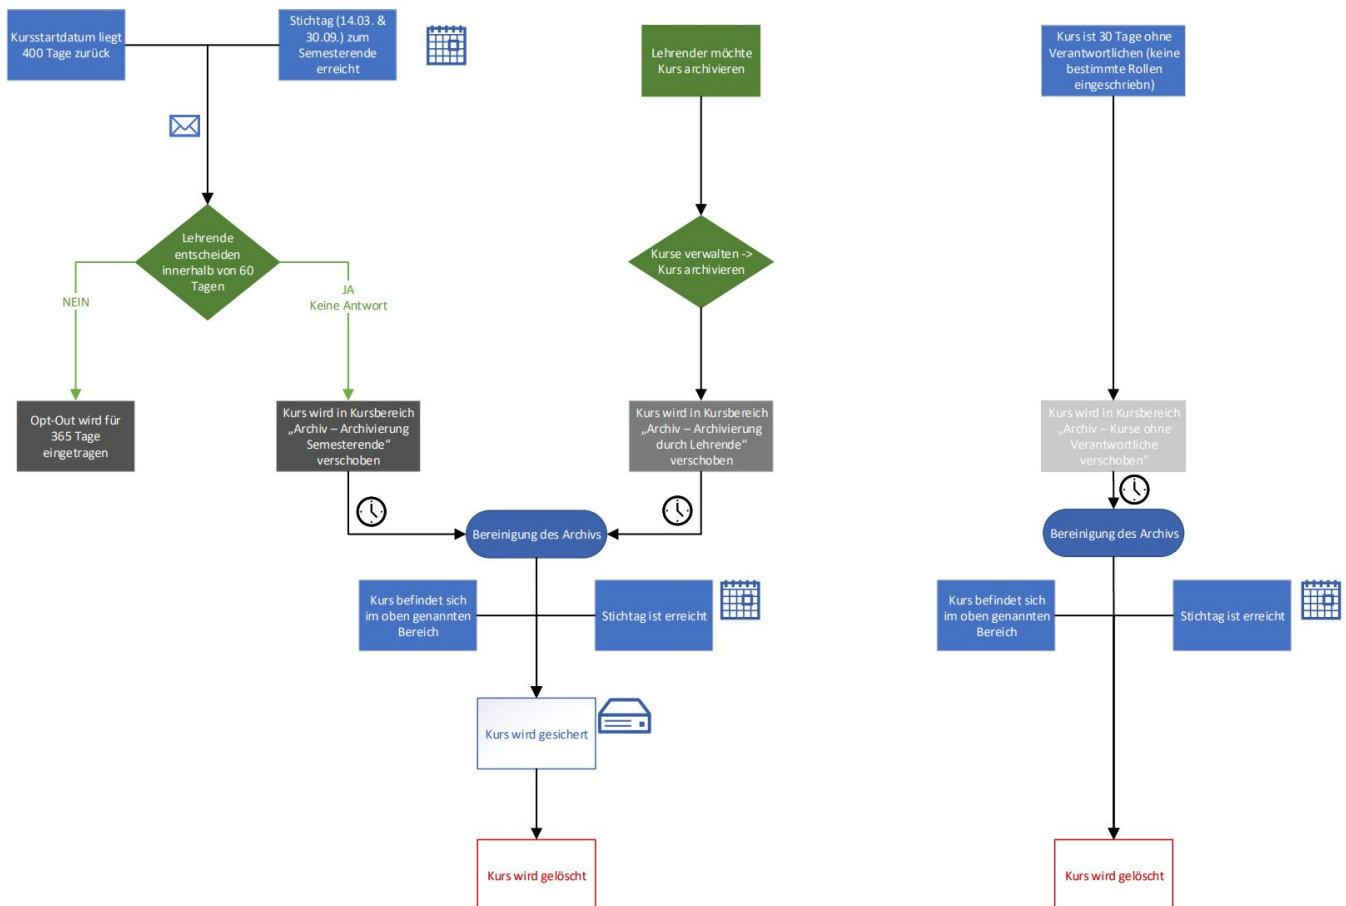 Kursstartdatum liegt
400 Tage zurück
Stichtag (14.03. &
30.09.) zum
Semesterende
erreicht
Lehrender möchte
Kurs archivieren
Kurs ist 30 Tage ohne
Verantwortlichen (keine
bestimmte Rollen
eingeschriebn)
Lehrende
entscheiden
innerhalb von 60
Tagen
Kurse verwalten ->
Kurs archivieren
NEIN
JA
Keine Antwort
Opt-Out wird für
365 Tage
eingetragen
Kurs wird in Kursbereich
„Archiv – Archivierung
Semesterende“
verschoben
Kurs wird in Kursbereich
„Archiv – Archivierung
durch Lehrende“
verschoben
Kurs wird in Kursbereich
„Archiv – Kurse ohne
Verantwortliche
verschoben“
Bereinigung des Archivs
Bereinigung des Archivs
Kurs befindet sich
im oben genannten
Bereich
Stichtag ist erreicht
Kurs befindet sich
im oben genannten
Bereich
Stichtag ist erreicht
Kurs wird gesichert
Kurs wird gelöscht
Kurs wird gelöscht